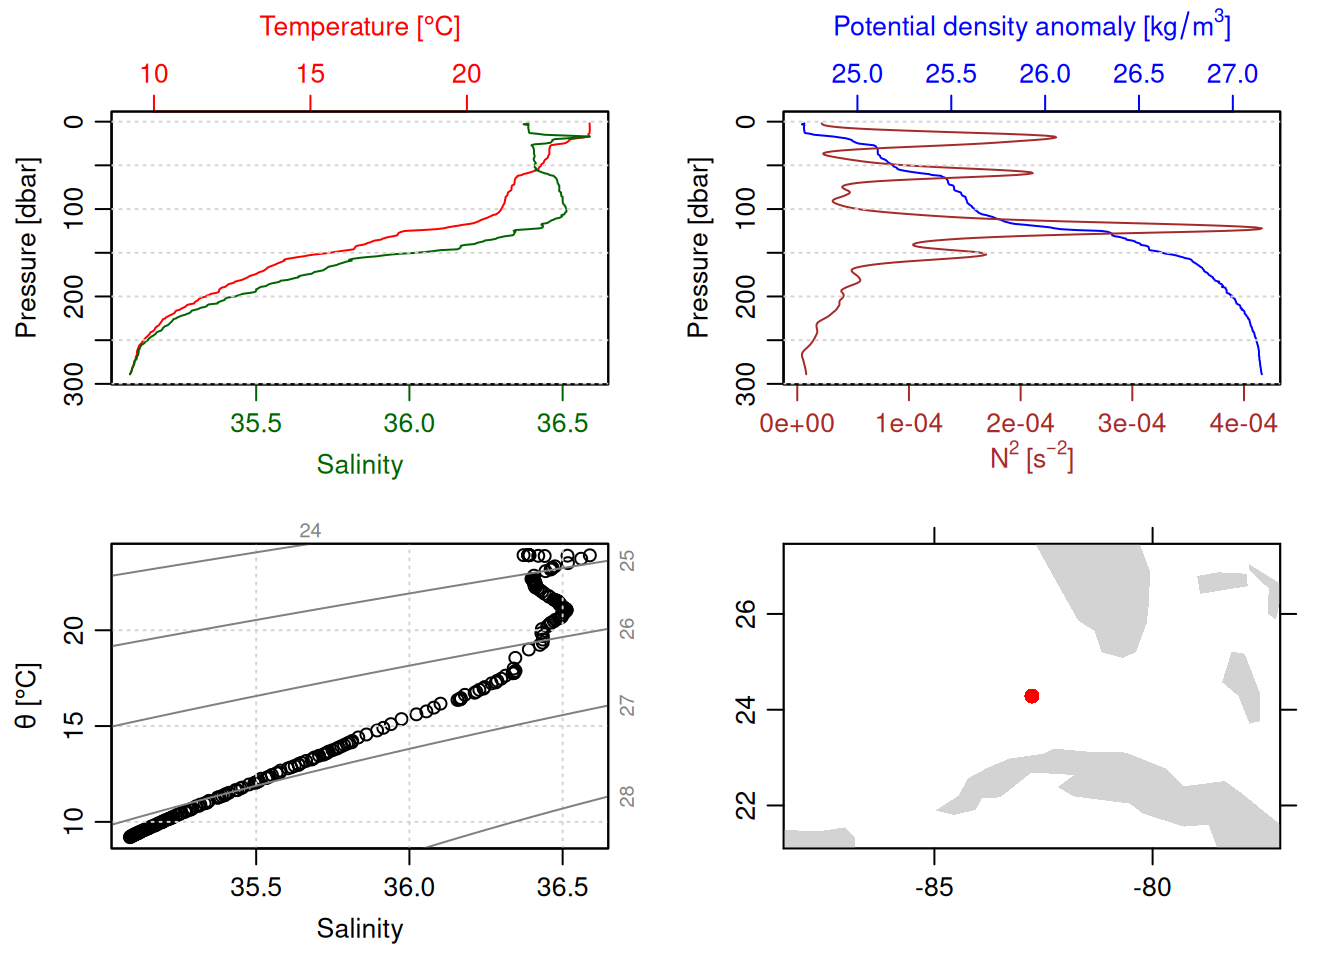 Temperature [°C]
10 15 20
0
100
200
300
Pressure [dbar]
35.5 36.0 36.5
Salinity
Potential density anomaly [kg/m³]
25.0 25.5 26.0 26.5 27.0
0
100
200
300
Pressure [dbar]
0e+00 1e-04 2e-04 3e-04 4e-04
N² [s⁻²]
24
25
26
27
28
20
15
10
θ [°C]
35.5 36.0 36.5
Salinity
26
24
22
-85 -80